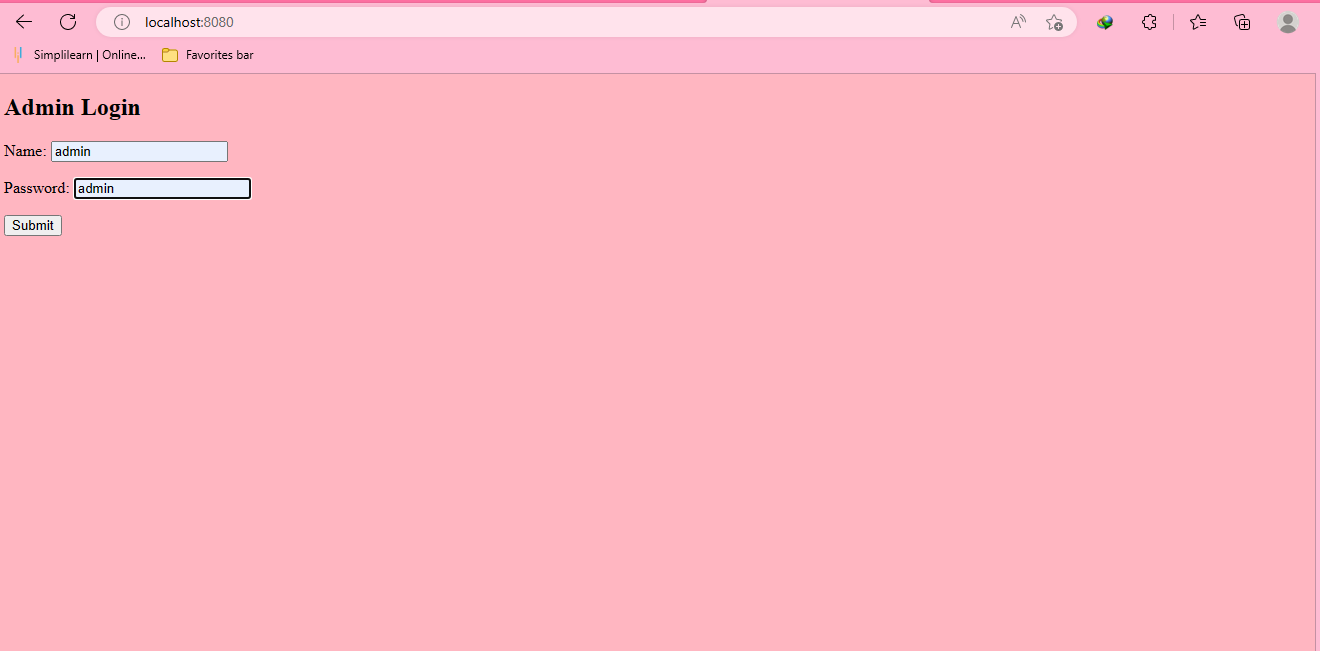 localhost:8080
Simplilearn | Online... Favorites bar
Admin Login
Name: admin
Password: admin
Submit